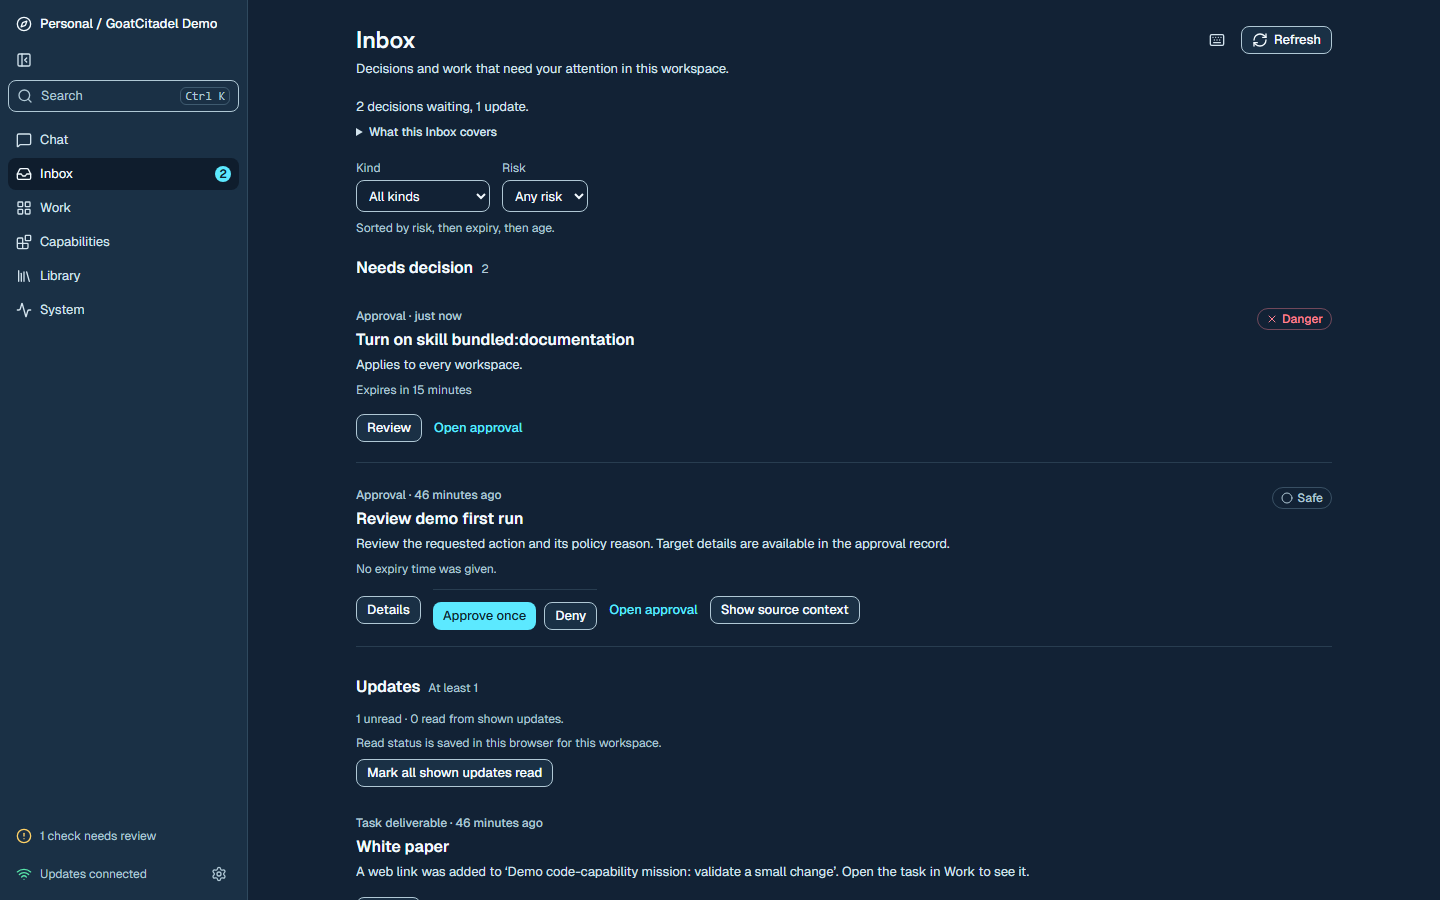 Personal / GoatCitadel Demo
Search Ctrl K
Chat
Inbox 2
Work
Capabilities
Library
System
1 check needs review
Updates connected
Inbox
Refresh
Decisions and work that need your attention in this workspace.
2 decisions waiting, 1 update.
What this Inbox covers
Kind Risk
All kinds Any risk
Sorted by risk, then expiry, then age.
Needs decision 2
Approval · just now
Danger
Turn on skill bundled:documentation
Applies to every workspace.
Expires in 15 minutes
Review Open approval
Approval · 46 minutes ago
Safe
Review demo first run
Review the requested action and its policy reason. Target details are available in the approval record.
No expiry time was given.
Details Approve once Deny Open approval Show source context
Updates At least 1
1 unread · 0 read from shown updates.
Read status is saved in this browser for this workspace.
Mark all shown updates read
Task deliverable · 46 minutes ago
White paper
A web link was added to ‘Demo code-capability mission: validate a small change’. Open the task in Work to see it.